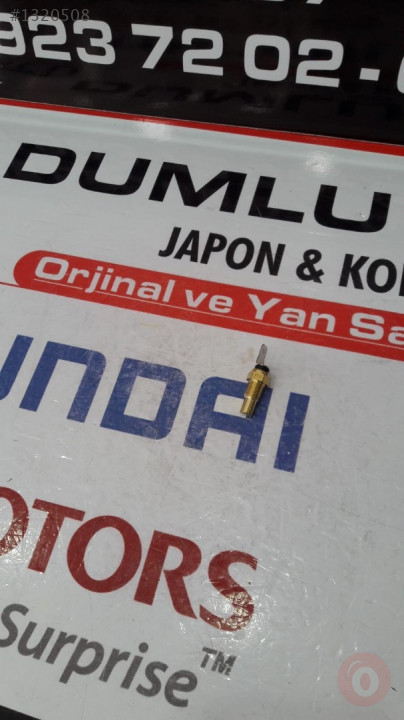 #1320508
923 72 02 -
DUMLU
JAPON & KO
Orjinal ve Yan Sa
UNDAI
OTORS
Surprise™